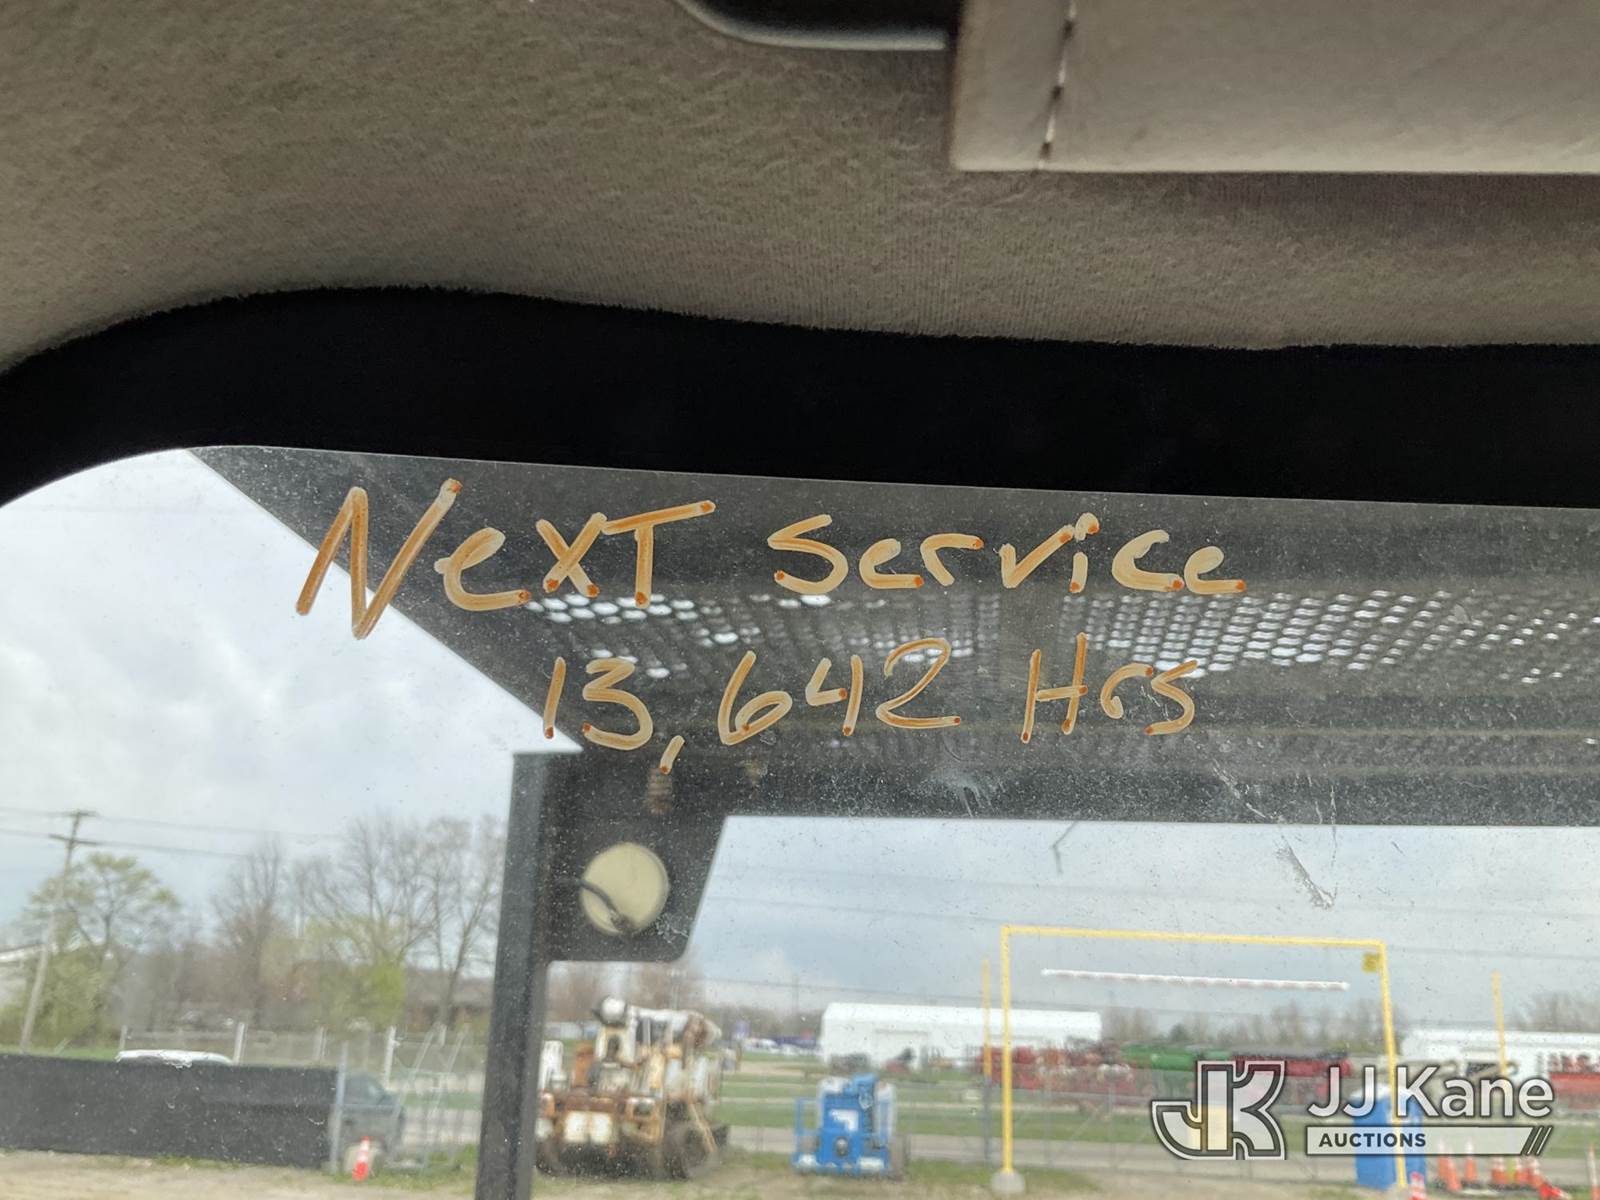 NexT Service
13,642 Hrs
JJ Kane
AUCTIONS